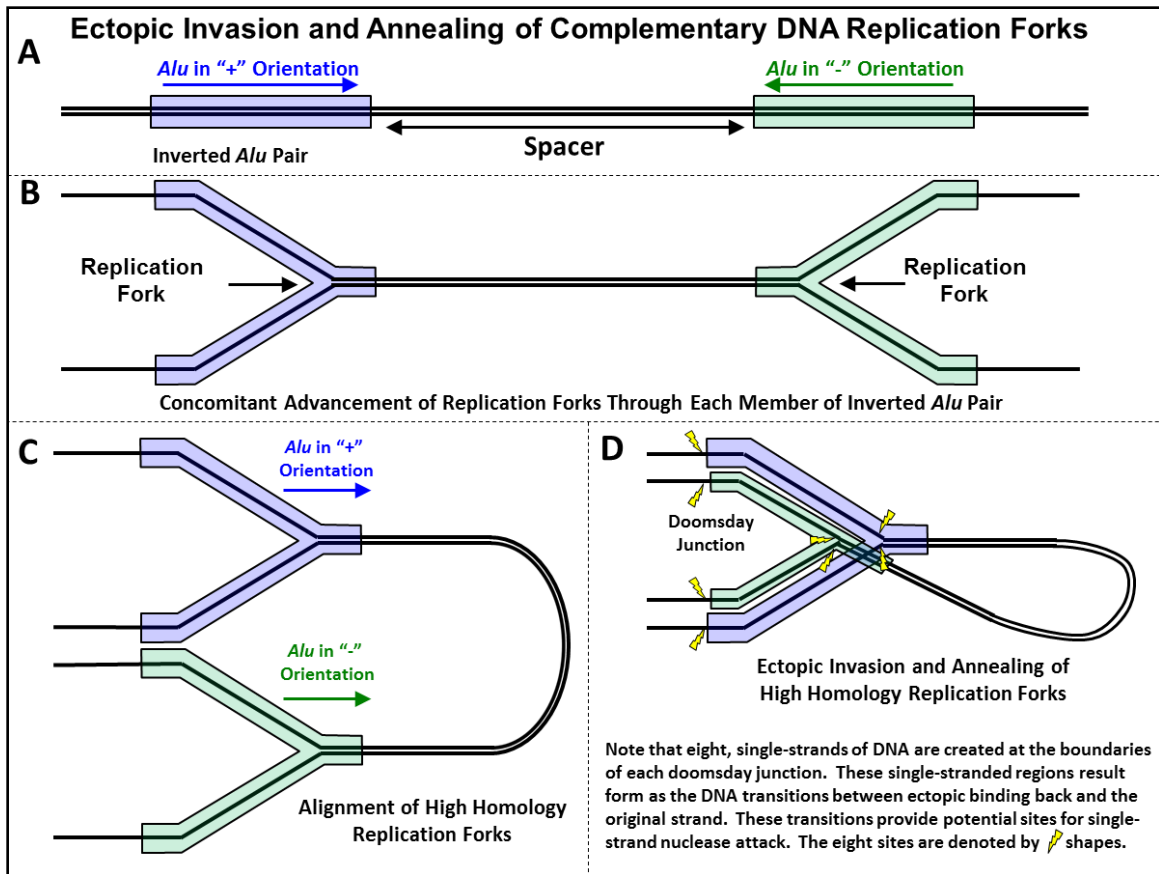 Ectopic Invasion and Annealing of Complementary DNA Replication Forks
A
Alu in “+” Orientation
Alu in “-” Orientation
Spacer
Inverted Alu Pair
B
Replication
Fork
Replication
Fork
Concomitant Advancement of Replication Forks Through Each Member of Inverted Alu Pair
C
Alu in “+”
Orientation
Alu in “-”
Orientation
Alignment of High Homology
Replication Forks
D
Doomsday
Junction
Ectopic Invasion and Annealing of
High Homology Replication Forks
Note that eight, single-strands of DNA are created at the boundaries
of each doomsday junction. These single-stranded regions result
form as the DNA transitions between ectopic binding back and the
original strand. These transitions provide potential sites for single-
strand nuclease attack. The eight sites are denoted by shapes.